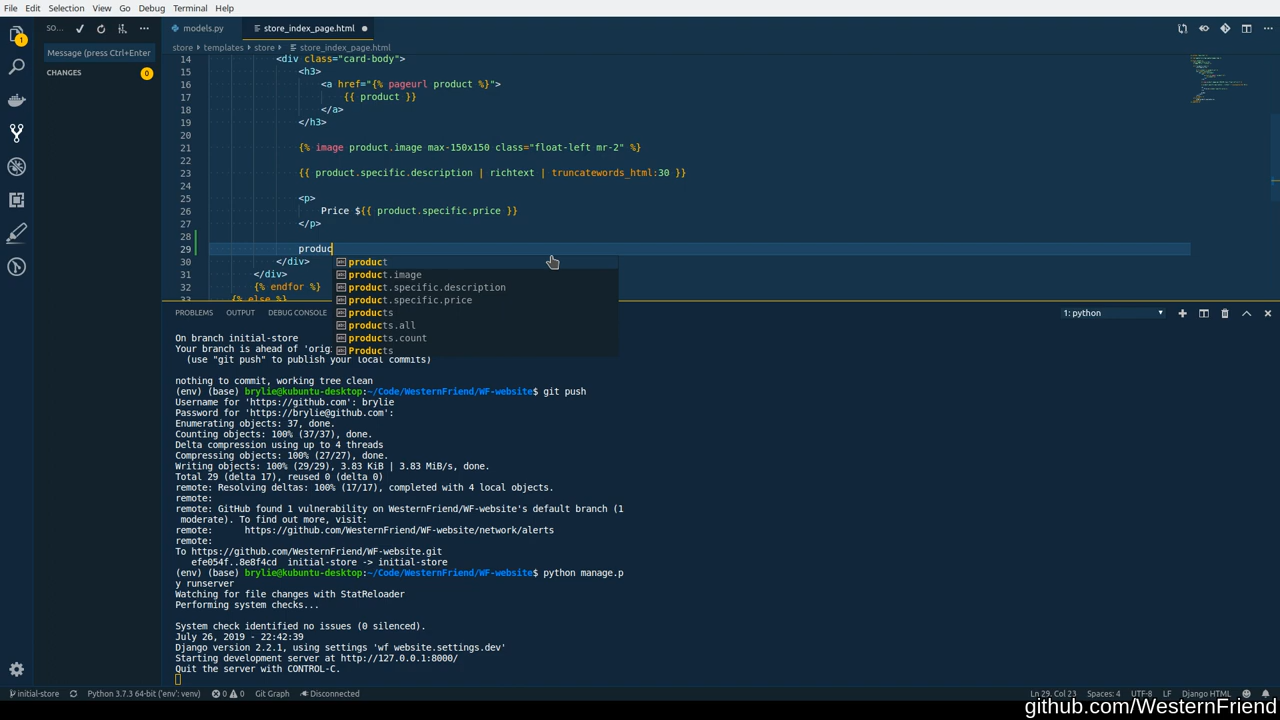 File Edit Selection View Go Debug Terminal Help
1
SO...
models.py
store_index_page.html
store > templates > store > store_index_page.html
Message (press Ctrl+Enter
CHANGES
0
14 <div class="card-body">
15 <h3>
16 <a href="{% pageurl product %}">
17 {{ product }}
18 </a>
19 </h3>
20
21 {% image product.image max-150x150 class="float-left mr-2" %}
22
23 {{ product.specific.description | richtext | truncatewords_html:30 }}
24
25 <p>
26 Price ${{ product.specific.price }}
27 </p>
28
29 produc
30 </div>
31 </div>
32 {% endfor %}
33 {% else %}
product
product.image
product.specific.description
product.specific.price
products
products.all
products.count
Products
PROBLEMS OUTPUT DEBUG CONSOLE
1: python
On branch initial-store
Your branch is ahead of 'orig
(use "git push" to publish your local commits)
nothing to commit, working tree clean
(env) (base) brylie@kubuntu-desktop:~/Code/WesternFriend/WF-website$ git push
Username for 'https://github.com': brylie
Password for 'https://brylie@github.com':
Enumerating objects: 37, done.
Counting objects: 100% (37/37), done.
Delta compression using up to 4 threads
Compressing objects: 100% (27/27), done.
Writing objects: 100% (29/29), 3.83 KiB | 3.83 MiB/s, done.
Total 29 (delta 17), reused 0 (delta 0)
remote: Resolving deltas: 100% (17/17), completed with 4 local objects.
remote:
remote: GitHub found 1 vulnerability on WesternFriend/WF-website's default branch (1
moderate). To find out more, visit:
remote: https://github.com/WesternFriend/WF-website/network/alerts
remote:
To https://github.com/WesternFriend/WF-website.git
efe054f..8e8f4cd initial-store -> initial-store
(env) (base) brylie@kubuntu-desktop:~/Code/WesternFriend/WF-website$ python manage.p
y runserver
Watching for file changes with StatReloader
Performing system checks...
System check identified no issues (0 silenced).
July 26, 2019 - 22:42:39
Django version 2.2.1, using settings 'wf_website.settings.dev'
Starting development server at http://127.0.0.1:8000/
Quit the server with CONTROL-C.
initial-store Python 3.7.3 64-bit ('env': venv) 0 0 Git Graph Disconnected Ln 29, Col 23 Spaces: 4 UTF-8 LF Django HTML
github.com/WesternFriend